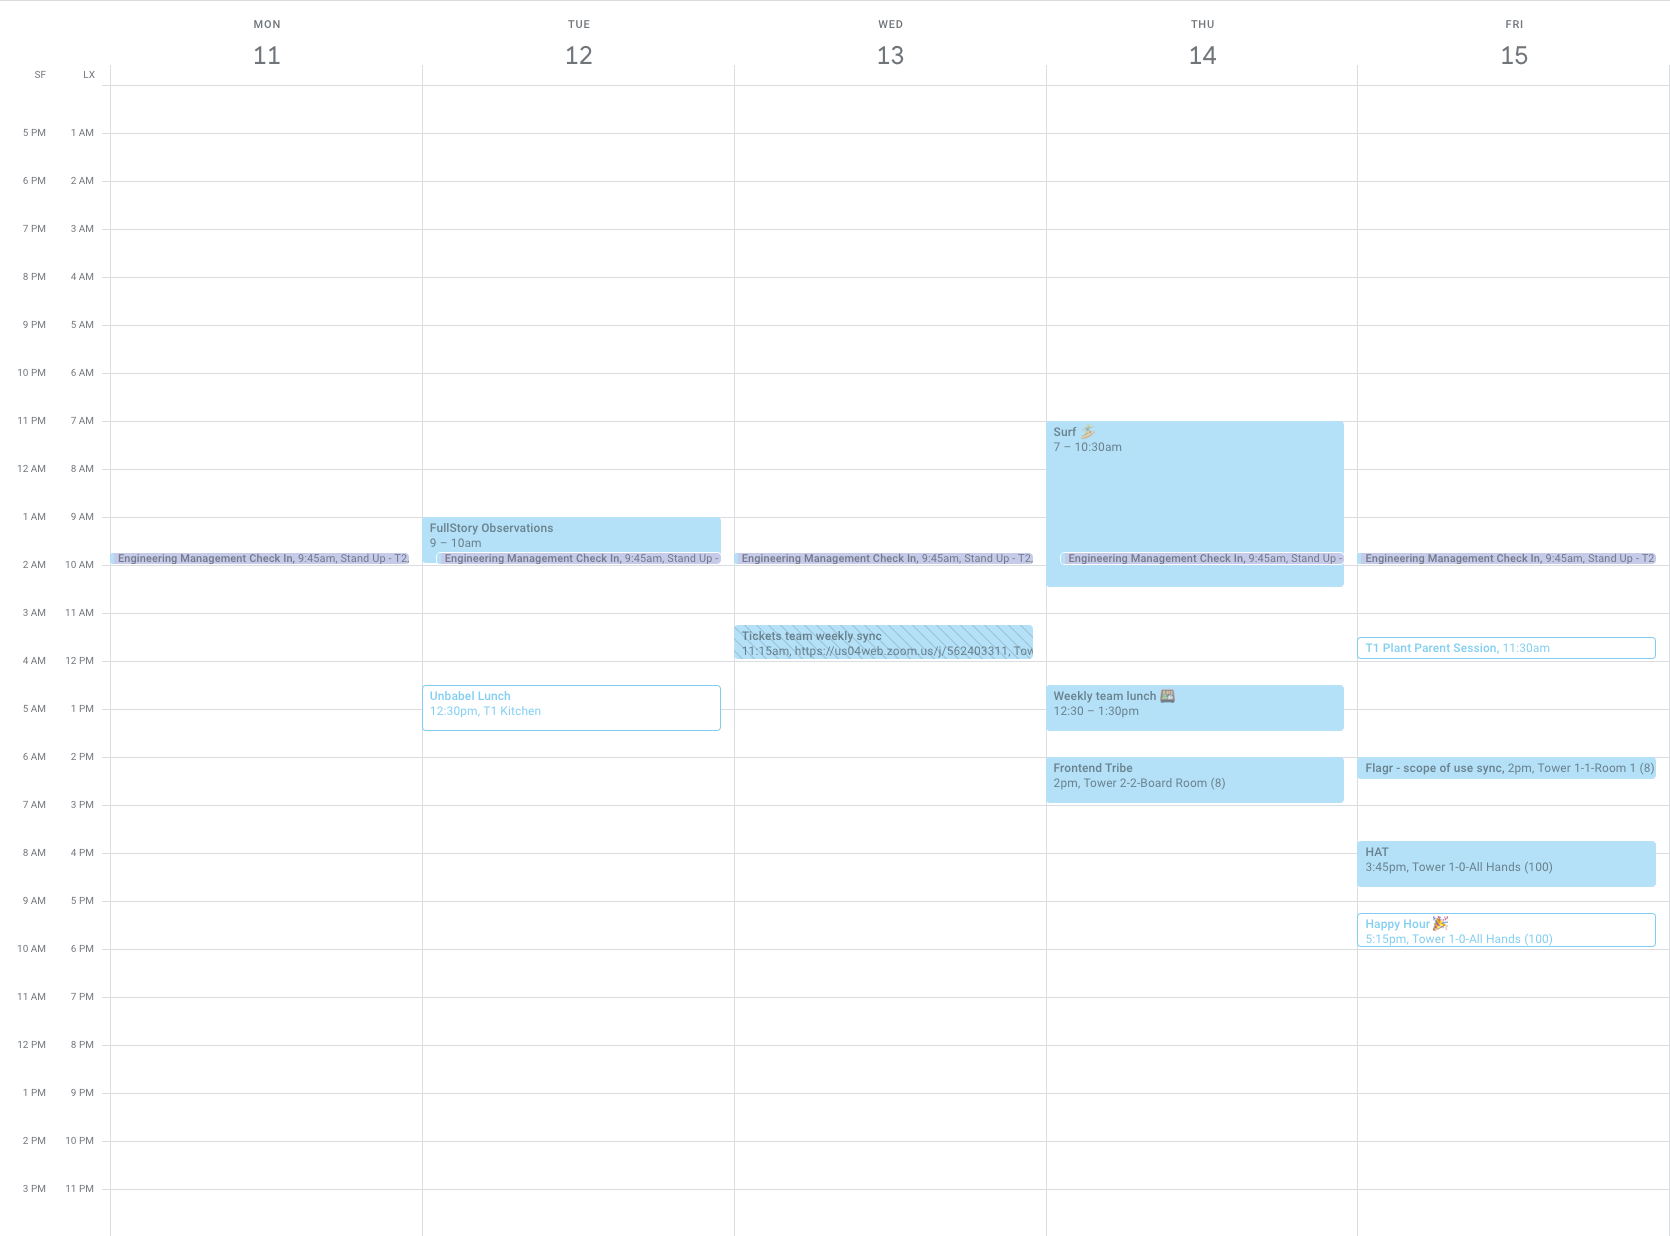 MON TUE WED THU FRI
11 12 13 14 15
SF LX
5 PM 1 AM
6 PM 2 AM
7 PM 3 AM
8 PM 4 AM
9 PM 5 AM
10 PM 6 AM
11 PM 7 AM
Surf 🏄
7 – 10:30am
12 AM 8 AM
1 AM 9 AM
FullStory Observations
9 – 10am
Engineering Management Check In, 9:45am, Stand Up - T2
Engineering Management Check In, 9:45am, Stand Up -
Engineering Management Check In, 9:45am, Stand Up - T2
Engineering Management Check In, 9:45am, Stand Up -
Engineering Management Check In, 9:45am, Stand Up - T2
2 AM 10 AM
3 AM 11 AM
Tickets team weekly sync
11:15am, https://us04web.zoom.us/j/562403311, Tow
T1 Plant Parent Session, 11:30am
4 AM 12 PM
Unbabel Lunch
12:30pm, T1 Kitchen
Weekly team lunch 🍱
12:30 – 1:30pm
5 AM 1 PM
6 AM 2 PM
Frontend Tribe
2pm, Tower 2-2-Board Room (8)
Flagr - scope of use sync, 2pm, Tower 1-1-Room 1 (8)
7 AM 3 PM
8 AM 4 PM
HAT
3:45pm, Tower 1-0-All Hands (100)
9 AM 5 PM
Happy Hour 🎉
5:15pm, Tower 1-0-All Hands (100)
10 AM 6 PM
11 AM 7 PM
12 PM 8 PM
1 PM 9 PM
2 PM 10 PM
3 PM 11 PM